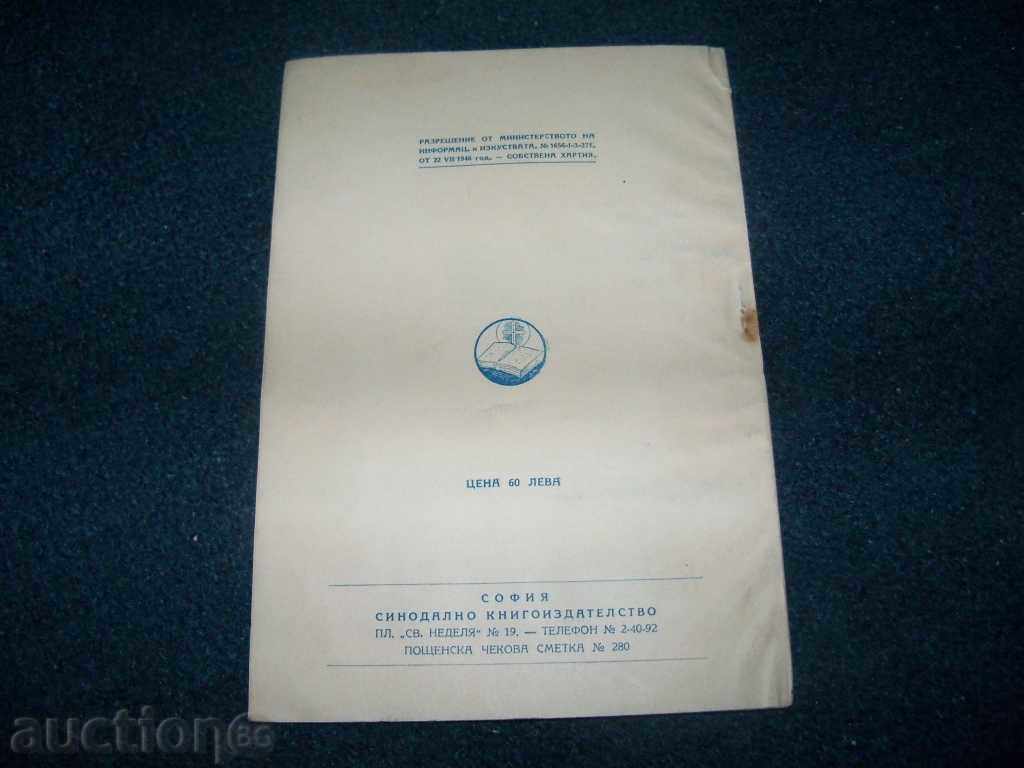 РАЗРЕШЕНИЕ ОТ МИНИСТЕРСТВОТО НА
ИНФОРМАЦ. и ИЗКУСТВАТА, № 1656-I-3-271,
ОТ 22 VII 1946 год. — СОБСТВЕНА ХАРТИЯ.
ЦЕНА 60 ЛЕВА
СОФИЯ
СИНОДАЛНО КНИГОИЗДАТЕЛСТВО
ПЛ. „СВ. НЕДЕЛЯ“ № 19. — ТЕЛЕФОН № 2-40-92
ПОЩЕНСКА ЧЕКОВА СМЕТКА № 280
auction86